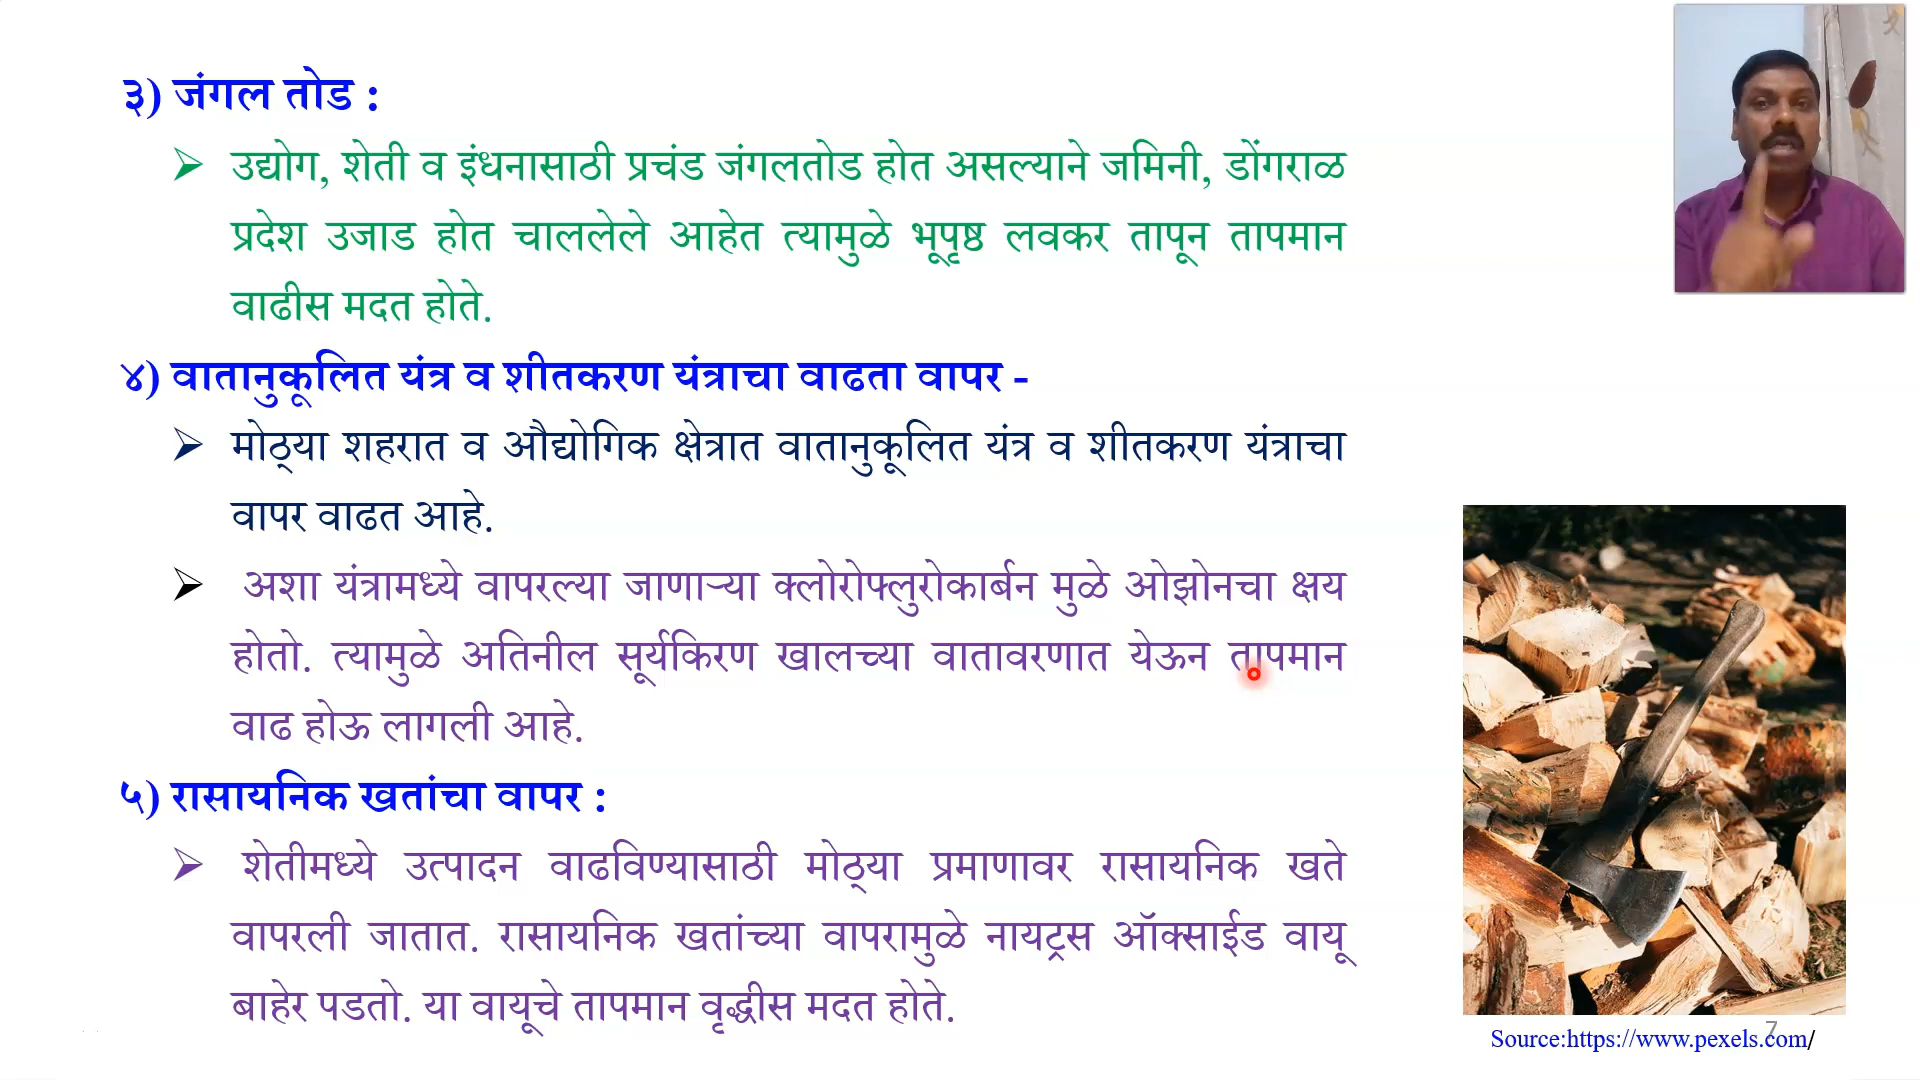 ३) जंगल तोड :
➢ उद्योग, शेती व इंधनासाठी प्रचंड जंगलतोड होत असल्याने जमिनी, डोंगराळ
प्रदेश उजाड होत चाललेले आहेत त्यामुळे भूपृष्ठ लवकर तापून तापमान
वाढीस मदत होते.
४) वातानुकूलित यंत्र व शीतकरण यंत्राचा वाढता वापर -
➢ मोठ्या शहरात व औद्योगिक क्षेत्रात वातानुकूलित यंत्र व शीतकरण यंत्राचा
वापर वाढत आहे.
➢ अशा यंत्रामध्ये वापरल्या जाणाऱ्या क्लोरोफ्लुरोकार्बन मुळे ओझोनचा क्षय
होतो. त्यामुळे अतिनील सूर्यकिरण खालच्या वातावरणात येऊन तापमान
वाढ होऊ लागली आहे.
५) रासायनिक खतांचा वापर :
➢ शेतीमध्ये उत्पादन वाढविण्यासाठी मोठ्या प्रमाणावर रासायनिक खते
वापरली जातात. रासायनिक खतांच्या वापरामुळे नायट्रस ऑक्साईड वायू
बाहेर पडतो. या वायूचे तापमान वृद्धीस मदत होते.
7
Source:https://www.pexels.com/